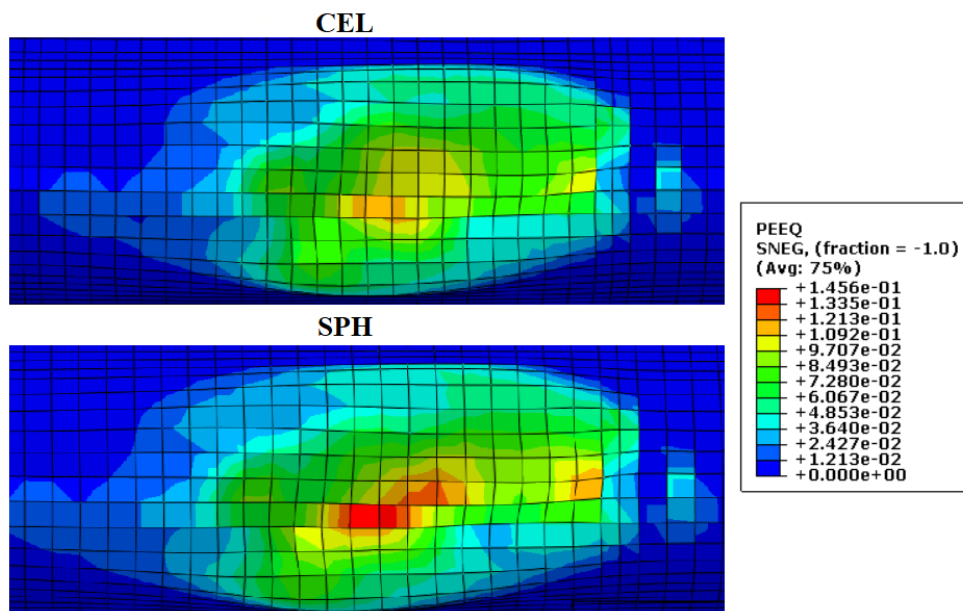 CEL
SPH
PEEQ
SNEG, (fraction = -1.0)
(Avg: 75%)
+1.456e-01
+1.335e-01
+1.213e-01
+1.092e-01
+9.707e-02
+8.493e-02
+7.280e-02
+6.067e-02
+4.853e-02
+3.640e-02
+2.427e-02
+1.213e-02
+0.000e+00